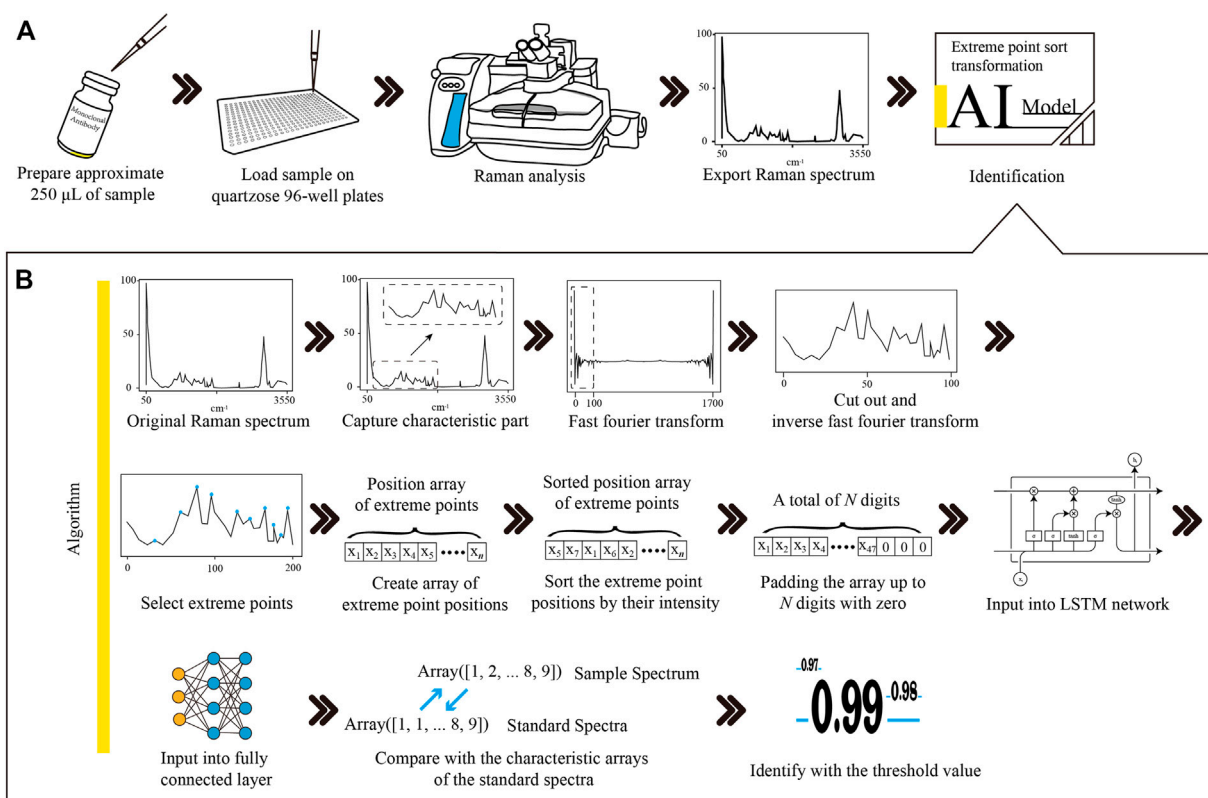 A
Monoclonal
Antibody
Prepare approximate
250 μL of sample
Load sample on
quartzose 96-well plates
Raman analysis
100
50
0
50
cm-1
3550
Export Raman spectrum
Extreme point sort
transformation
AI Model
Identification
B
Algorithm
100
50
0
50
cm-1
3550
Original Raman spectrum
100
50
0
50
cm-1
3550
Capture characteristic part
0 100 1700
Fast fourier transform
0 50 100
Cut out and
inverse fast fourier transform
0 100 200
Select extreme points
Position array
of extreme points
X1 X2 X3 X4 X5 ····· Xn
Create array of
extreme point positions
Sorted position array
of extreme points
X5 X7 X1 X6 X2 ····· Xn
Sort the extreme point
positions by their intensity
A total of N digits
X1 X2 X3 X4 ····· X47 0 0 0
Padding the array up to
N digits with zero
tanh
σ σ tanh σ
Input into LSTM network
Input into fully
connected layer
Array([1, 2, ... 8, 9]) Sample Spectrum
Array([1, 1, ... 8, 9]) Standard Spectra
Compare with the characteristic arrays
of the standard spectra
0.97
0.99
0.98
Identify with the threshold value